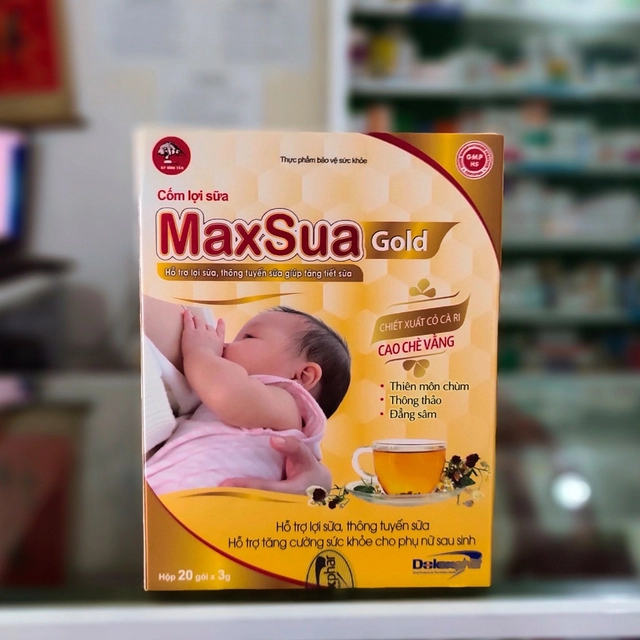 Thực phẩm bảo vệ sức khỏe
GMP
HS
Cốm lợi sữa
MaxSua Gold
Hỗ trợ lợi sữa, thông tuyến sữa giúp tăng tiết sữa
CHIẾT XUẤT CỎ CÀ RI
CAO CHÈ VẰNG
• Thiên môn chùm
• Thông thảo
• Đẳng sâm
Hỗ trợ lợi sữa, thông tuyến sữa
Hỗ trợ tăng cường sức khỏe cho phụ nữ sau sinh
Hộp 20 gói x 3g